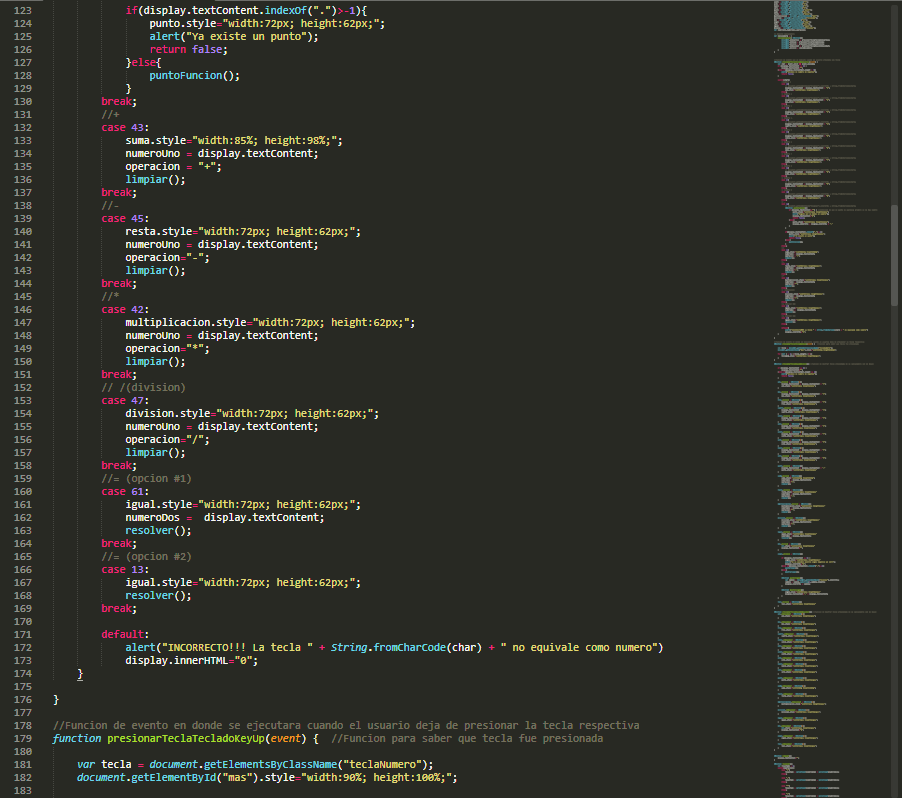 123 if(display.textContent.indexOf(".")>-1){
124 punto.style="width:72px; height:62px;";
125 alert("Ya existe un punto");
126 return false;
127 }else{
128 puntoFuncion();
129 }
130 break;
131 //+
132 case 43:
133 suma.style="width:85%; height:98%;";
134 numeroUno = display.textContent;
135 operacion = "+";
136 limpiar();
137 break;
138 //-
139 case 45:
140 resta.style="width:72px; height:62px;";
141 numeroUno = display.textContent;
142 operacion="-";
143 limpiar();
144 break;
145 //*
146 case 42:
147 multiplicacion.style="width:72px; height:62px;";
148 numeroUno = display.textContent;
149 operacion="*";
150 limpiar();
151 break;
152 // /(division)
153 case 47:
154 division.style="width:72px; height:62px;";
155 numeroUno = display.textContent;
156 operacion="/";
157 limpiar();
158 break;
159 //= (opcion #1)
160 case 61:
161 igual.style="width:72px; height:62px;";
162 numeroDos =  display.textContent;
163 resolver();
164 break;
165 //= (opcion #2)
166 case 13:
167 igual.style="width:72px; height:62px;";
168 resolver();
169 break;
170
171 default:
172 alert("INCORRECTO!!! La tecla " + String.fromCharCode(char) + " no equivale como numero")
173 display.innerHTML="0";
174 }
175
176 }
177
178 //Funcion de evento en donde se ejecutara cuando el usuario deja de presionar la tecla respectiva
179 function presionarTeclaTecladoKeyUp(event) {  //Funcion para saber que tecla fue presionada
180
181 var tecla = document.getElementsByClassName("teclaNumero");
182 document.getElementById("mas").style="width:90%; height:100%;";
183